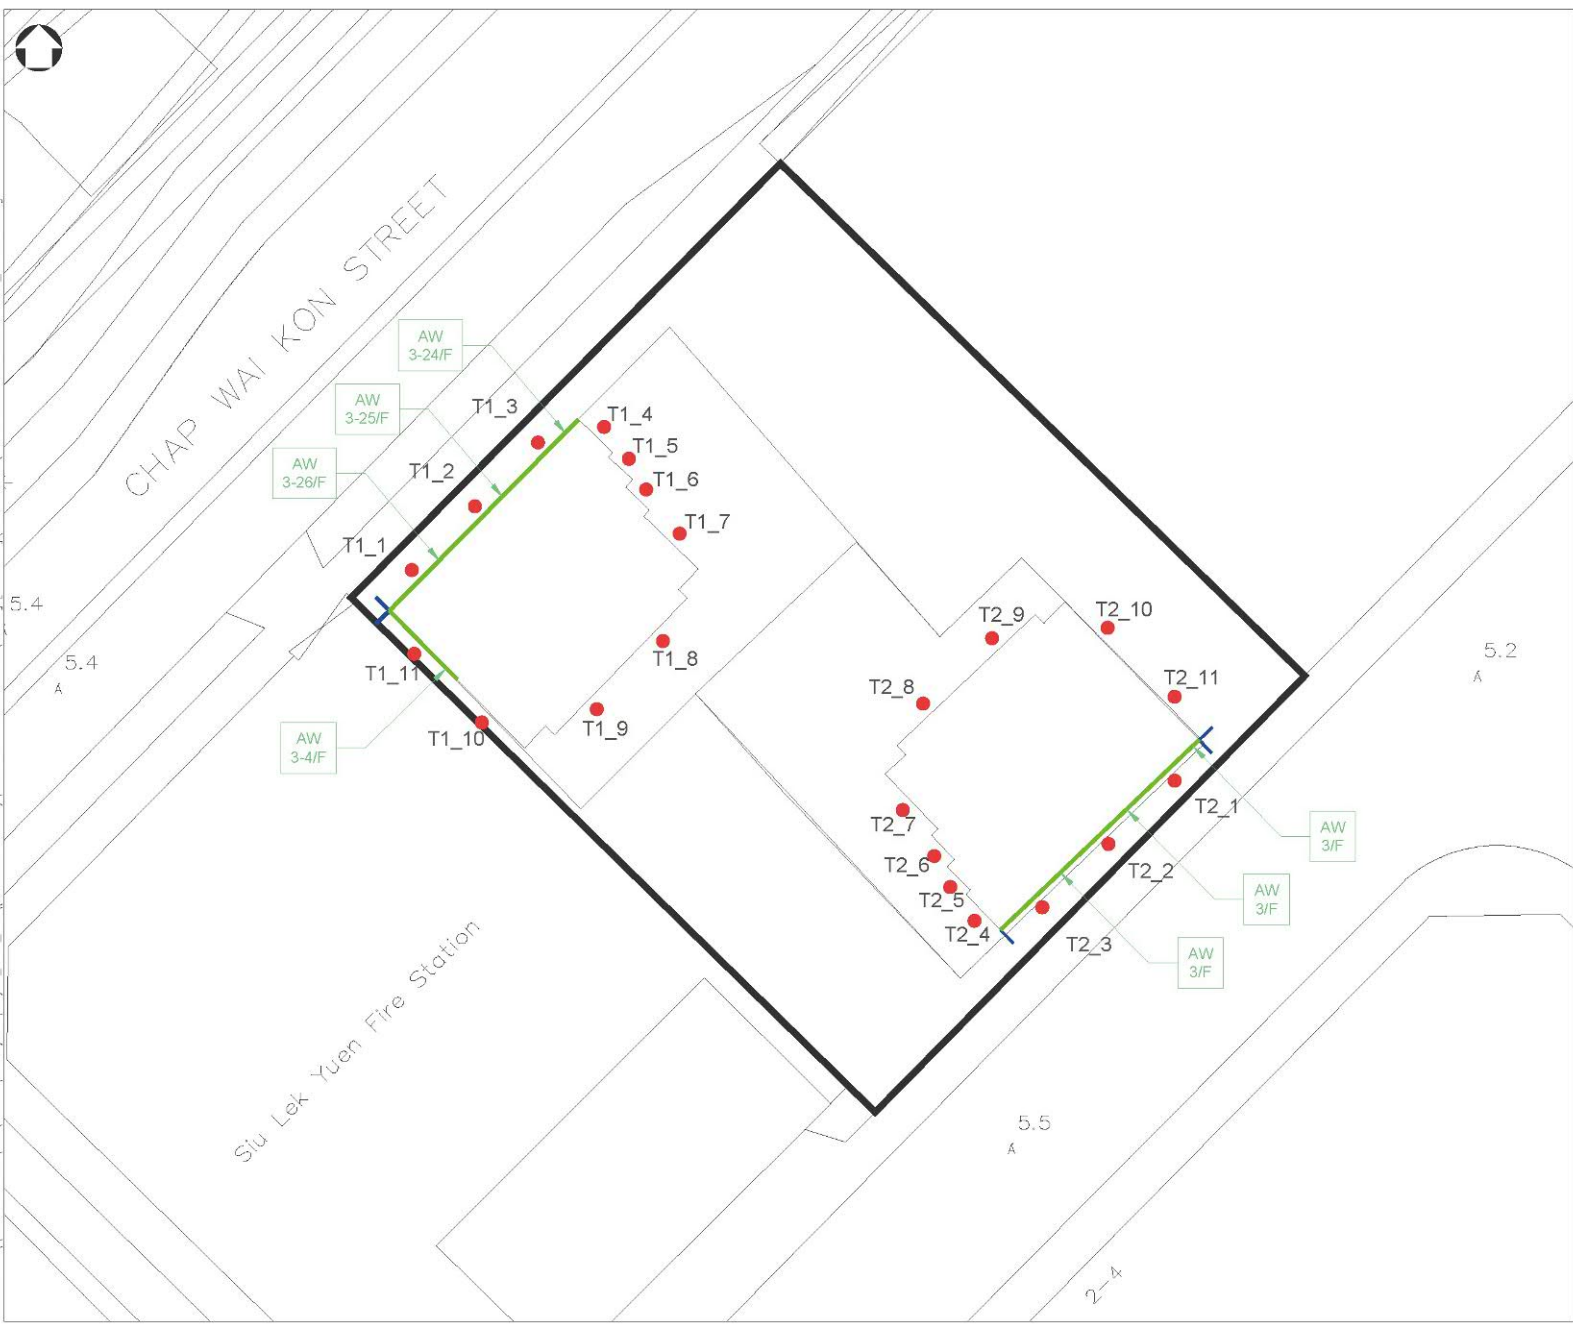 CHAP WAI KON STREET
AW
3-24/F
AW
3-25/F
AW
3-26/F
T1_3
T1_4
T1_5
T1_2
T1_6
T1_7
T1_1
5.4
5.4
T1_11
T1_8
T1_9
T1_10
AW
3-4/F
T2_9
T2_10
T2_8
T2_11
5.2
T2_1
T2_7
AW
3/F
T2_6
T2_2
T2_5
AW
3/F
T2_4
T2_3
AW
3/F
Siu Lek Yuen Fire Station
5.5
2-4